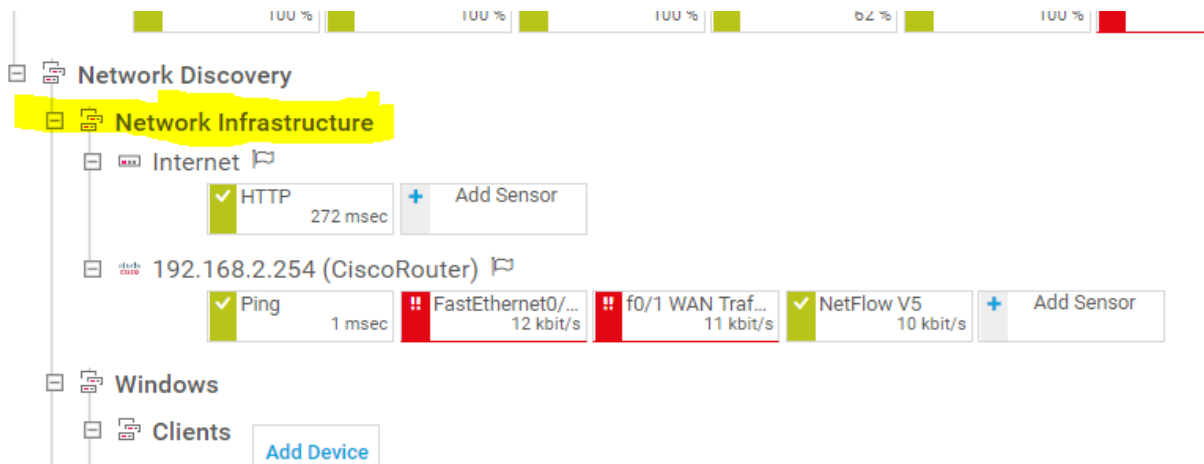 100 % 100 % 100 % 62 % 100 %
Network Discovery
Network Infrastructure
Internet
HTTP
272 msec
Add Sensor
192.168.2.254 (CiscoRouter)
Ping
1 msec
FastEthernet0/...
12 kbit/s
f0/1 WAN Traf...
11 kbit/s
NetFlow V5
10 kbit/s
Add Sensor
Windows
Clients
Add Device